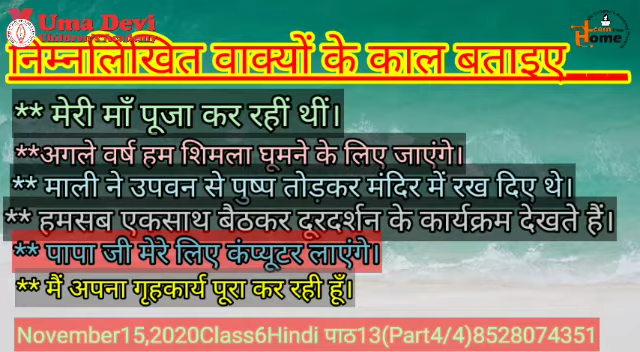 Uma Devi
निम्नलिखित वाक्यों के काल बताइए____
** मेरी माँ पूजा कर रहीं थीं।
**अगले वर्ष हम शिमला घूमने के लिए जाएंगे।
** माली ने उपवन से पुष्प तोड़कर मंदिर में रख दिए थे।
** हमसब एकसाथ बैठकर दूरदर्शन के कार्यक्रम देखते हैं।
** पापा जी मेरे लिए कंप्यूटर लाएंगे।
** मैं अपना गृहकार्य पूरा कर रही हूँ।
November15,2020Class6Hindi पाठ13(Part4/4)8528074351